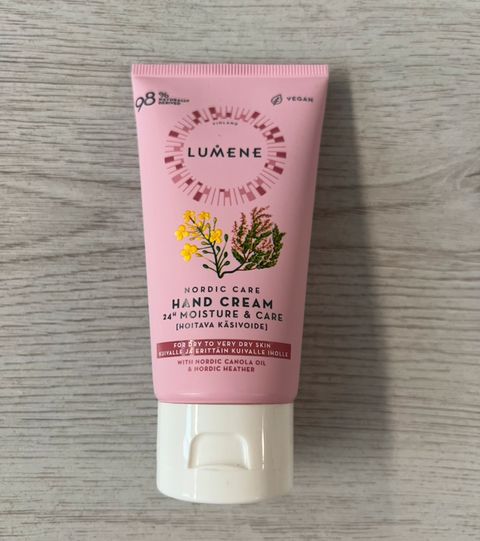 98 % NATURALLY DERIVED
VEGAN
FINLAND
LUMENE
NORDIC CARE
HAND CREAM
24H MOISTURE & CARE
[HOITAVA KÄSIVOIDE]
FOR DRY TO VERY DRY SKIN
KUIVALLE JA ERITTÄIN KUIVALLE IHOLLE
WITH NORDIC CANOLA OIL
& NORDIC HEATHER